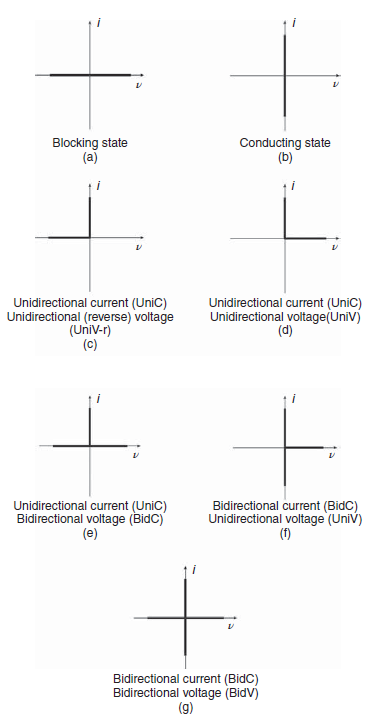 i
i
ν
ν
Blocking state
Conducting state
(a)
(b)
i
i
ν
ν
Unidirectional current (UniC)
Unidirectional (reverse) voltage
(UniV-r)
(c)
Unidirectional current (UniC)
Unidirectional voltage(UniV)
(d)
i
i
ν
ν
Unidirectional current (UniC)
Bidirectional voltage (BidC)
(e)
Bidirectional current (BidC)
Unidirectional voltage (UniV)
(f)
i
ν
Bidirectional current (BidC)
Bidirectional voltage (BidV)
(g)